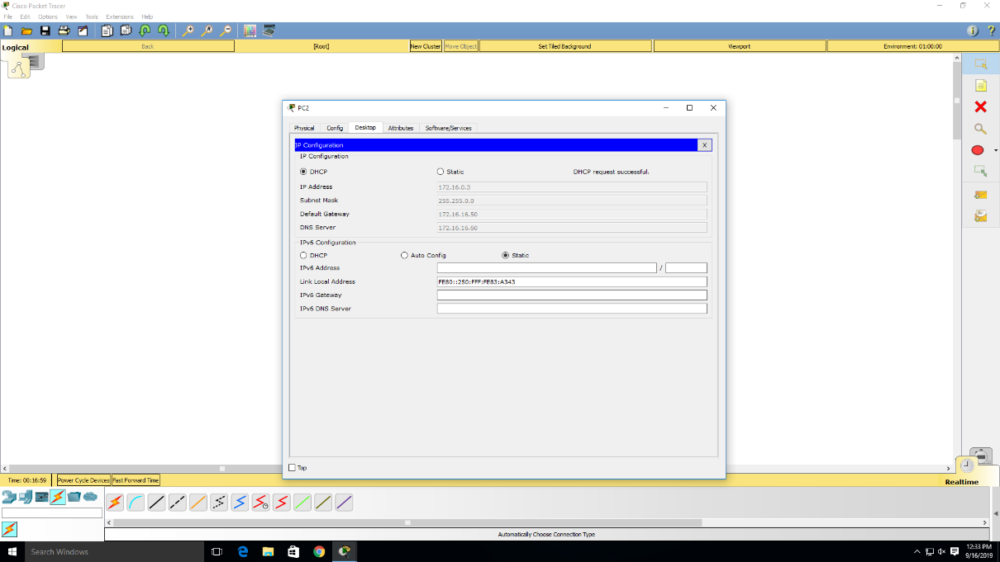 Cisco Packet Tracer
File Edit Options View Tools Extensions Help
Logical Back [Root] New Cluster Move Object Set Tiled Background Viewport Environment: 01:00:00
PC2
Physical Config Desktop Attributes Software/Services
IP Configuration X
IP Configuration
DHCP Static DHCP request successful.
IP Address 172.16.0.3
Subnet Mask 255.255.0.0
Default Gateway 172.16.16.50
DNS Server 172.16.16.60
IPv6 Configuration
DHCP Auto Config Static
IPv6 Address /
Link Local Address FE80::250:FFF:FE83:A343
IPv6 Gateway
IPv6 DNS Server
Top
Time: 00:16:59 Power Cycle Devices Fast Forward Time Realtime
Automatically Choose Connection Type
Search Windows
12:33 PM
9/16/2019